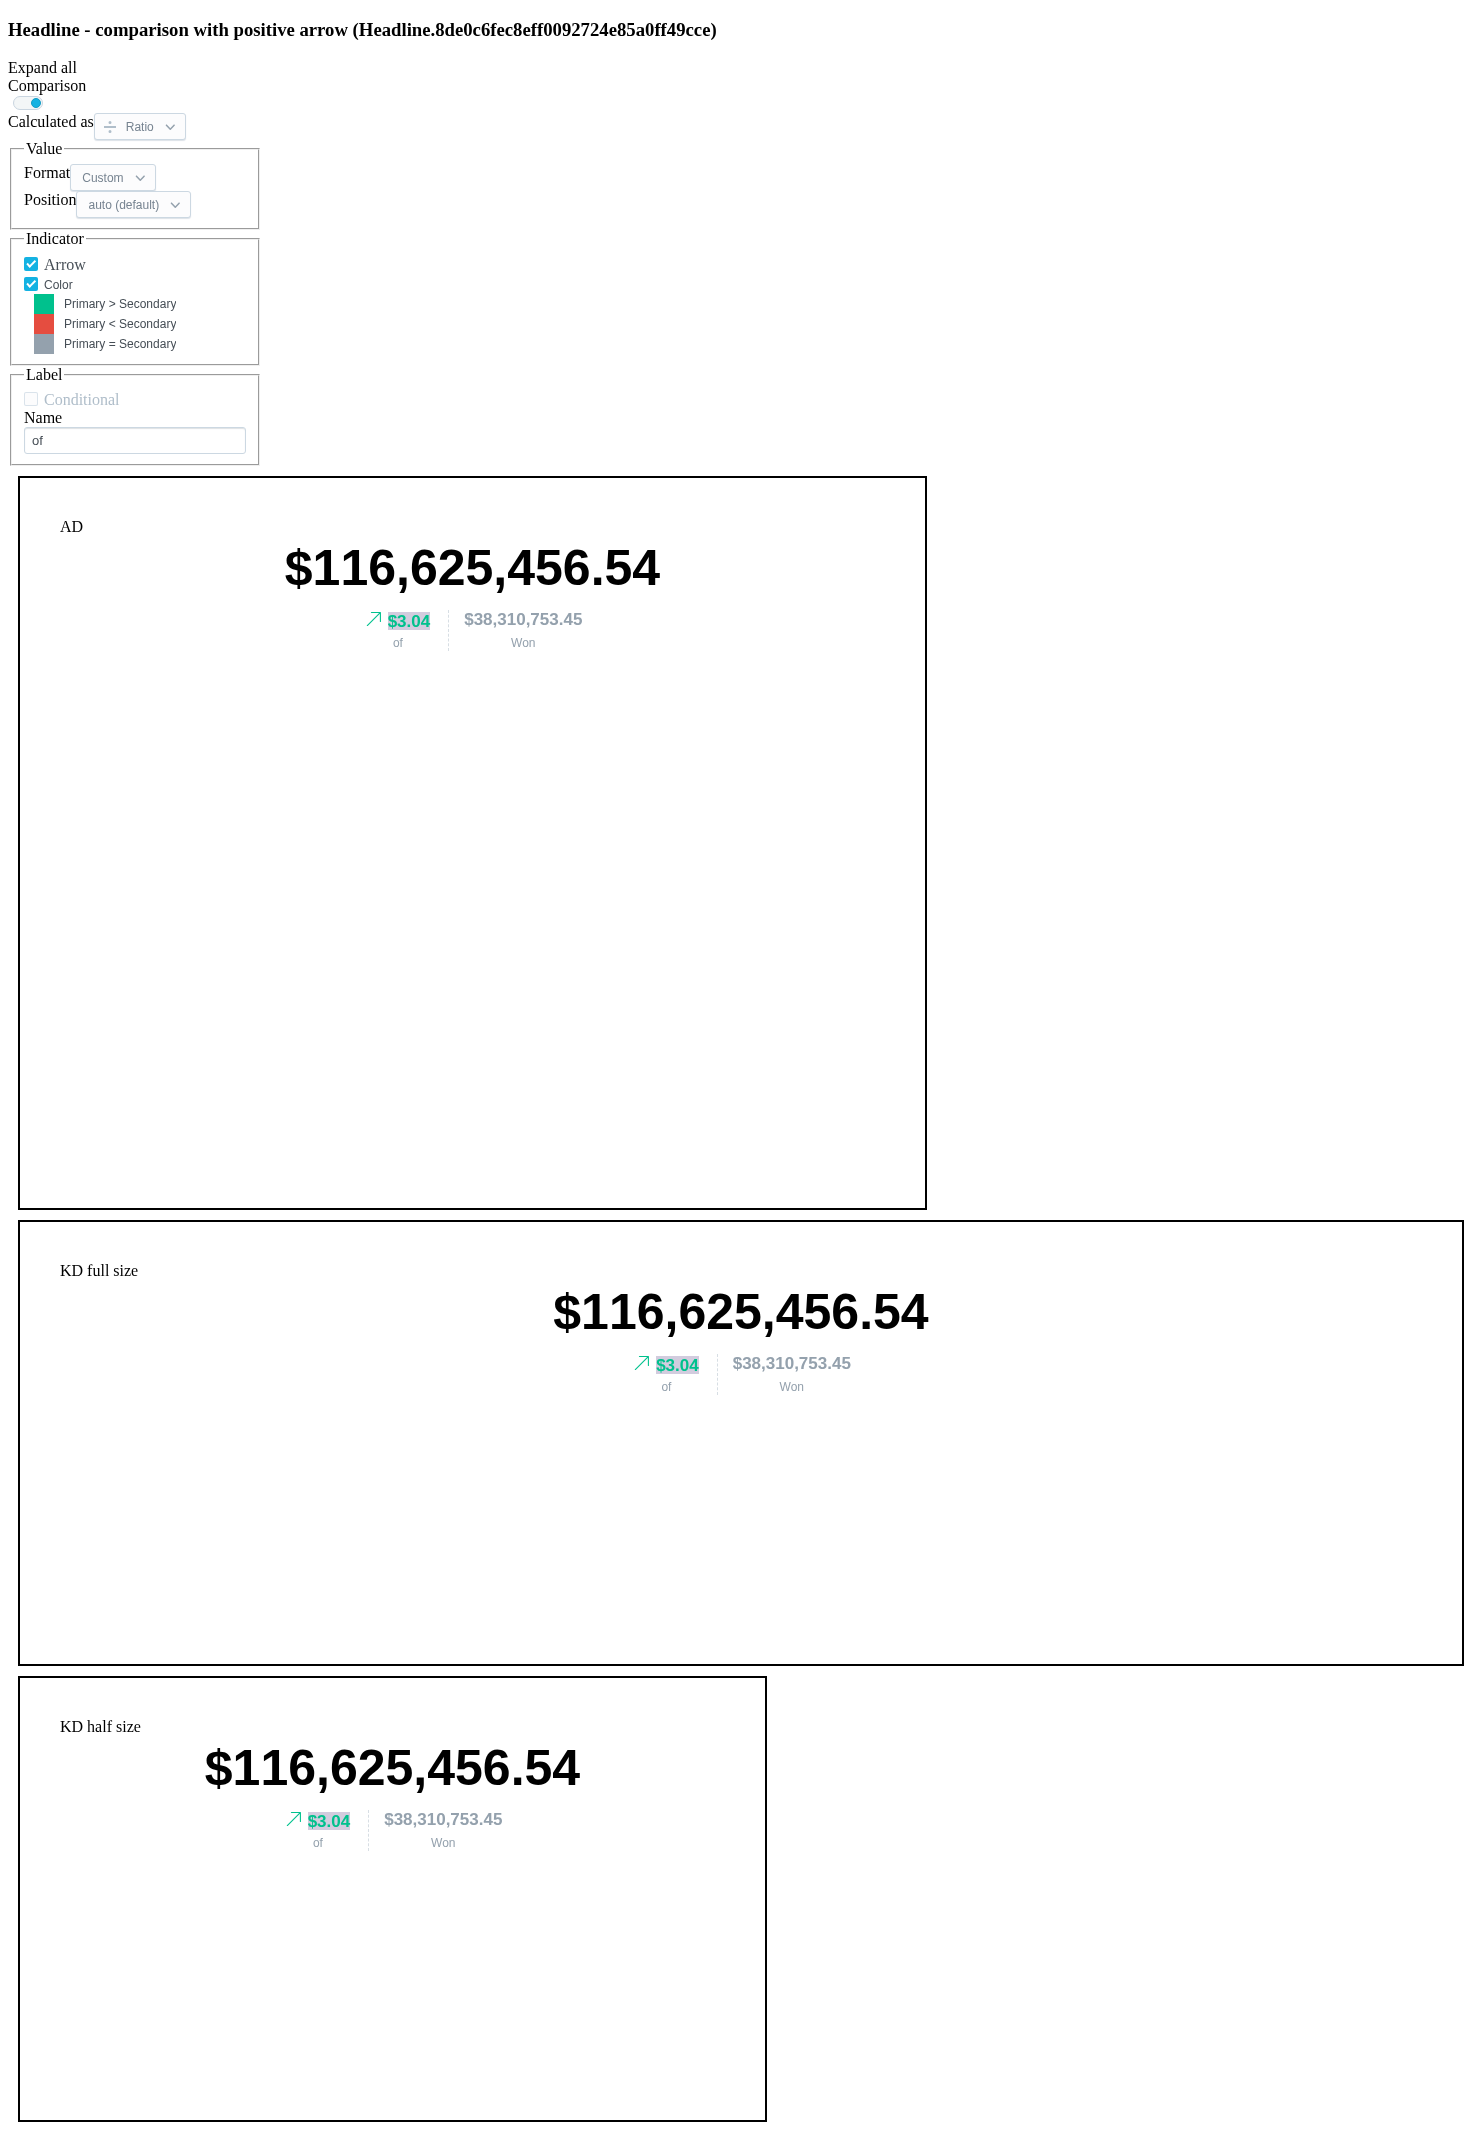 Headline - comparison with positive arrow (Headline.8de0c6fec8eff0092724e85a0ff49cce)
Expand all
Comparison
Calculated as Ratio
Value
Format Custom
Position auto (default)
Indicator
Arrow
Color
Primary > Secondary
Primary < Secondary
Primary = Secondary
Label
Conditional
Name
of
AD
$116,625,456.54
$3.04 $38,310,753.45
of Won
KD full size
$116,625,456.54
$3.04 $38,310,753.45
of Won
KD half size
$116,625,456.54
$3.04 $38,310,753.45
of Won